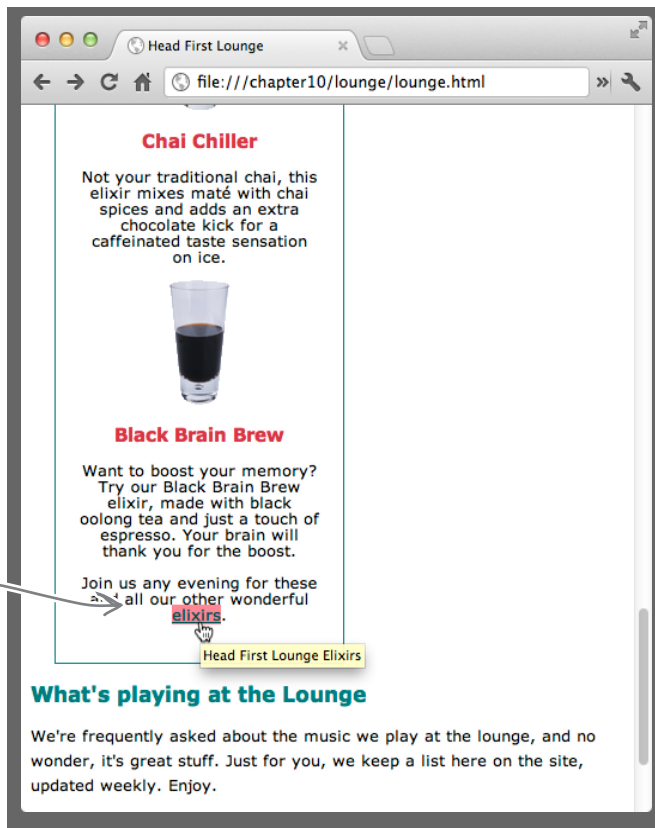 Head First Lounge
file:///chapter10/lounge/lounge.html
Chai Chiller
Not your traditional chai, this
elixir mixes maté with chai
spices and adds an extra
chocolate kick for a
caffeinated taste sensation
on ice.
Black Brain Brew
Want to boost your memory?
Try our Black Brain Brew
elixir, made with black
oolong tea and just a touch of
espresso. Your brain will
thank you for the boost.
Join us any evening for these
and all our other wonderful
elixirs.
Head First Lounge Elixirs
What's playing at the Lounge
We're frequently asked about the music we play at the lounge, and no
wonder, it's great stuff. Just for you, we keep a list here on the site,
updated weekly. Enjoy.